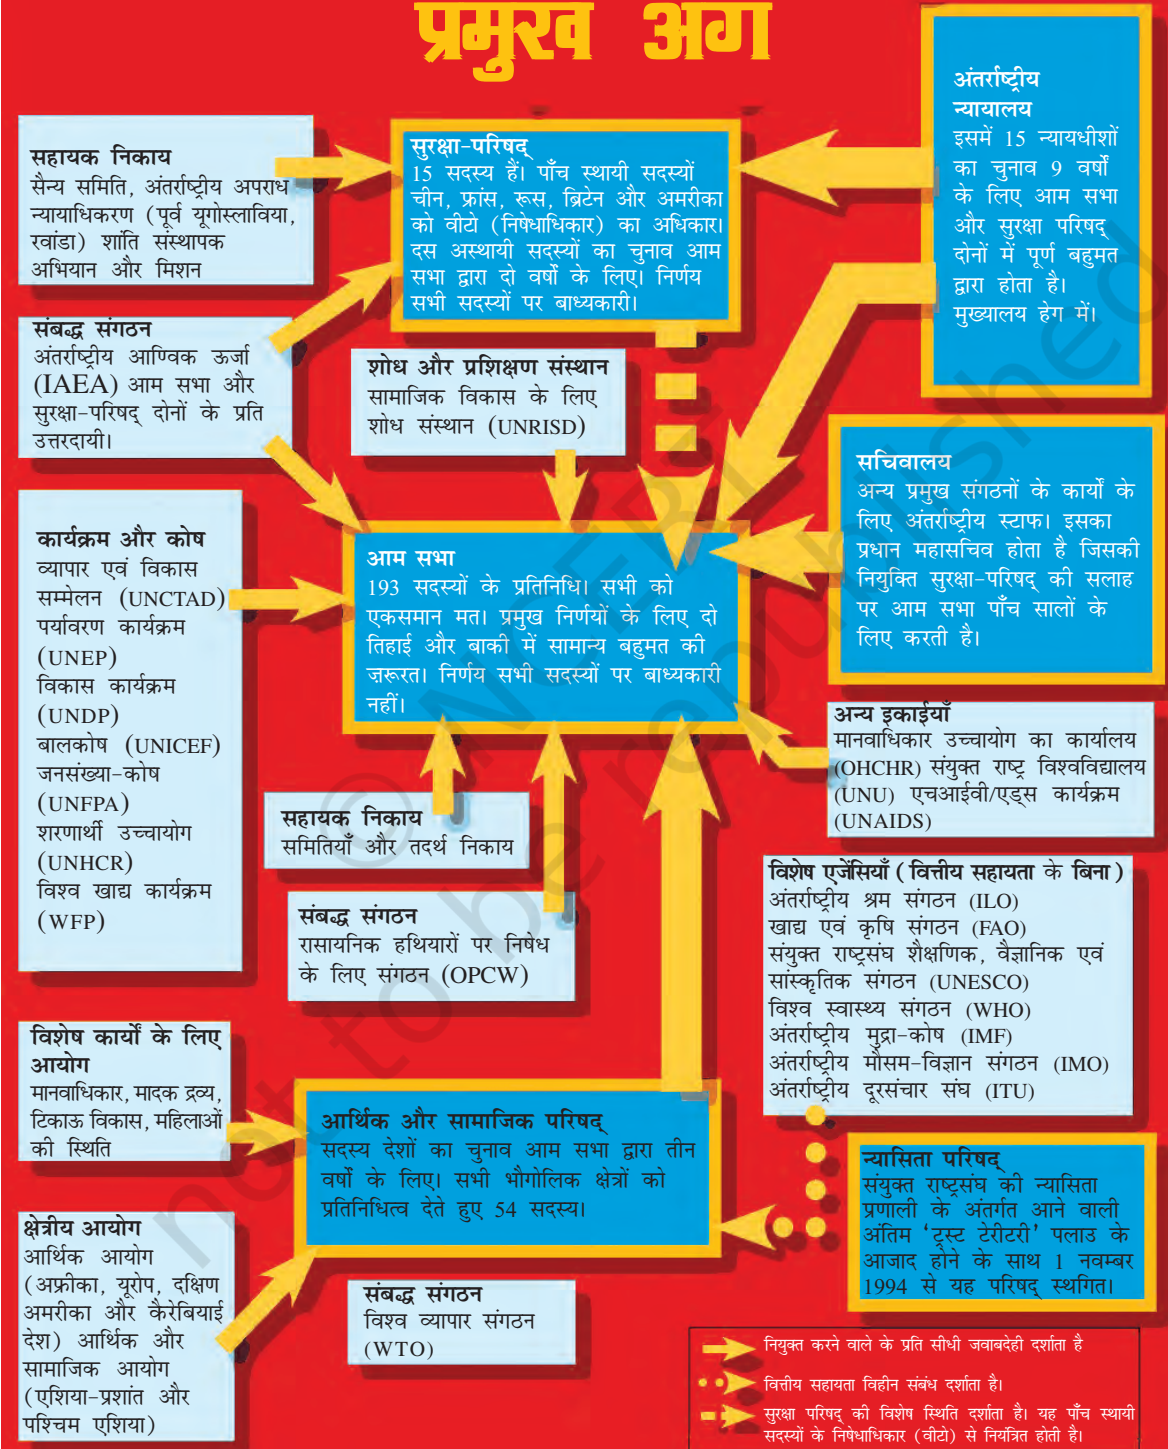 प्रमुख अंग
अंतर्राष्ट्रीय
न्यायालय
इसमें 15 न्यायधीशों
का चुनाव 9 वर्षों
के लिए आम सभा
और सुरक्षा परिषद्
दोनों में पूर्ण बहुमत
द्वारा होता है।
मुख्यालय हेग में।
सहायक निकाय
सैन्य समिति, अंतर्राष्ट्रीय अपराध
न्यायाधिकरण (पूर्व यूगोस्लाविया,
रवांडा) शांति संस्थापक
अभियान और मिशन
सुरक्षा-परिषद्
15 सदस्य हैं। पाँच स्थायी सदस्यों
चीन, फ्रांस, रूस, ब्रिटेन और अमरीका
को वीटो (निषेधाधिकार) का अधिकार।
दस अस्थायी सदस्यों का चुनाव आम
सभा द्वारा दो वर्षों के लिए। निर्णय
सभी सदस्यों पर बाध्यकारी।
संबद्ध संगठन
अंतर्राष्ट्रीय आण्विक ऊर्जा
(IAEA) आम सभा और
सुरक्षा-परिषद् दोनों के प्रति
उत्तरदायी।
शोध और प्रशिक्षण संस्थान
सामाजिक विकास के लिए
शोध संस्थान (UNRISD)
सचिवालय
अन्य प्रमुख संगठनों के कार्यों के
लिए अंतर्राष्ट्रीय स्टाफ। इसका
प्रधान महासचिव होता है जिसकी
नियुक्ति सुरक्षा-परिषद् की सलाह
पर आम सभा पाँच सालों के
लिए करती है।
कार्यक्रम और कोष
व्यापार एवं विकास
सम्मेलन (UNCTAD)
पर्यावरण कार्यक्रम
(UNEP)
विकास कार्यक्रम
(UNDP)
बालकोष (UNICEF)
जनसंख्या-कोष
(UNFPA)
शरणार्थी उच्चायोग
(UNHCR)
विश्व खाद्य कार्यक्रम
(WFP)
आम सभा
193 सदस्यों के प्रतिनिधि। सभी को
एकसमान मत। प्रमुख निर्णयों के लिए दो
तिहाई और बाकी में सामान्य बहुमत की
ज़रूरत। निर्णय सभी सदस्यों पर बाध्यकारी
नहीं।
अन्य इकाईयाँ
मानवाधिकार उच्चायोग का कार्यालय
(OHCHR) संयुक्त राष्ट्र विश्वविद्यालय
(UNU) एचआईवी/एड्स कार्यक्रम
(UNAIDS)
सहायक निकाय
समितियाँ और तदर्थ निकाय
संबद्ध संगठन
रासायनिक हथियारों पर निषेध
के लिए संगठन (OPCW)
विशेष एजेंसियाँ (वित्तीय सहायता के बिना)
अंतर्राष्ट्रीय श्रम संगठन (ILO)
खाद्य एवं कृषि संगठन (FAO)
संयुक्त राष्ट्रसंघ शैक्षणिक, वैज्ञानिक एवं
सांस्कृतिक संगठन (UNESCO)
विश्व स्वास्थ्य संगठन (WHO)
अंतर्राष्ट्रीय मुद्रा-कोष (IMF)
अंतर्राष्ट्रीय मौसम-विज्ञान संगठन (IMO)
अंतर्राष्ट्रीय दूरसंचार संघ (ITU)
विशेष कार्यों के लिए
आयोग
मानवाधिकार, मादक द्रव्य,
टिकाऊ विकास, महिलाओं
की स्थिति
आर्थिक और सामाजिक परिषद्
सदस्य देशों का चुनाव आम सभा द्वारा तीन
वर्षों के लिए। सभी भौगोलिक क्षेत्रों को
प्रतिनिधित्व देते हुए 54 सदस्य।
न्यासिता परिषद्
संयुक्त राष्ट्रसंघ की न्यासिता
प्रणाली के अंतर्गत आने वाली
अंतिम 'ट्रस्ट टेरीटरी' पलाउ के
आजाद होने के साथ 1 नवम्बर
1994 से यह परिषद् स्थगित।
क्षेत्रीय आयोग
आर्थिक आयोग
(अफ्रीका, यूरोप, दक्षिण
अमरीका और कैरेबियाई
देश) आर्थिक और
सामाजिक आयोग
(एशिया-प्रशांत और
पश्चिम एशिया)
संबद्ध संगठन
विश्व व्यापार संगठन
(WTO)
नियुक्त करने वाले के प्रति सीधी जवाबदेही दर्शाता है
वित्तीय सहायता विहीन संबंध दर्शाता है।
सुरक्षा परिषद् की विशेष स्थिति दर्शाता है। यह पाँच स्थायी
सदस्यों के निषेधाधिकार (वीटो) से नियंत्रित होती है।
© NCERT
not to be republished